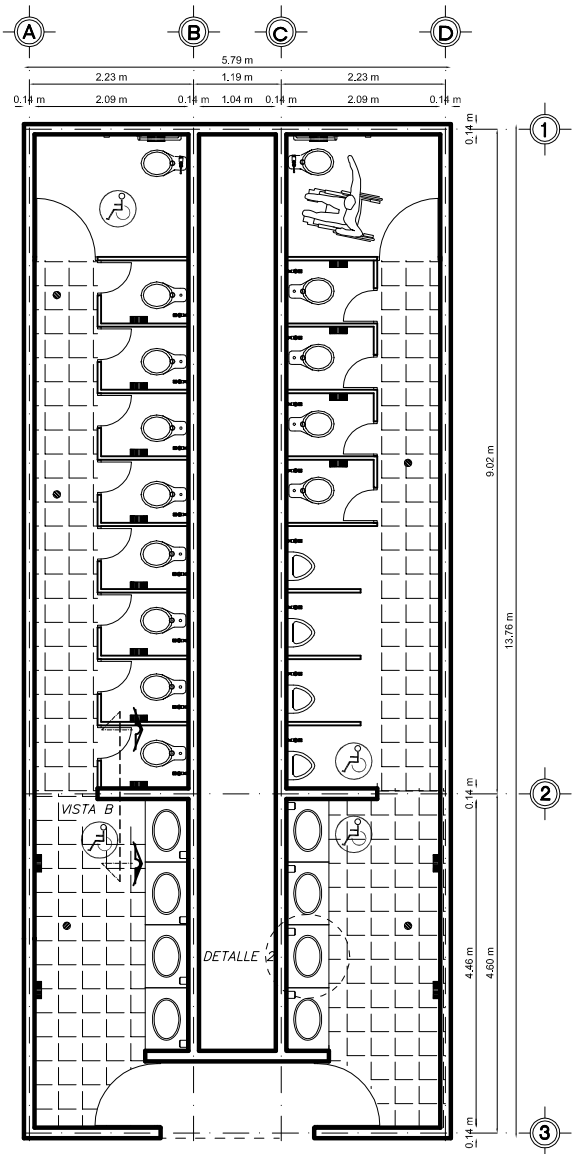 A B C D
5.79 m
2.23 m 1.19 m 2.23 m
0.14 m 2.09 m 0.14 m 1.04 m 0.14 m 2.09 m 0.14 m
1
0.14 m
9.02 m
13.76 m
0.14 m
2
VISTA B
DETALLE 2
4.46 m
4.60 m
0.14 m
3